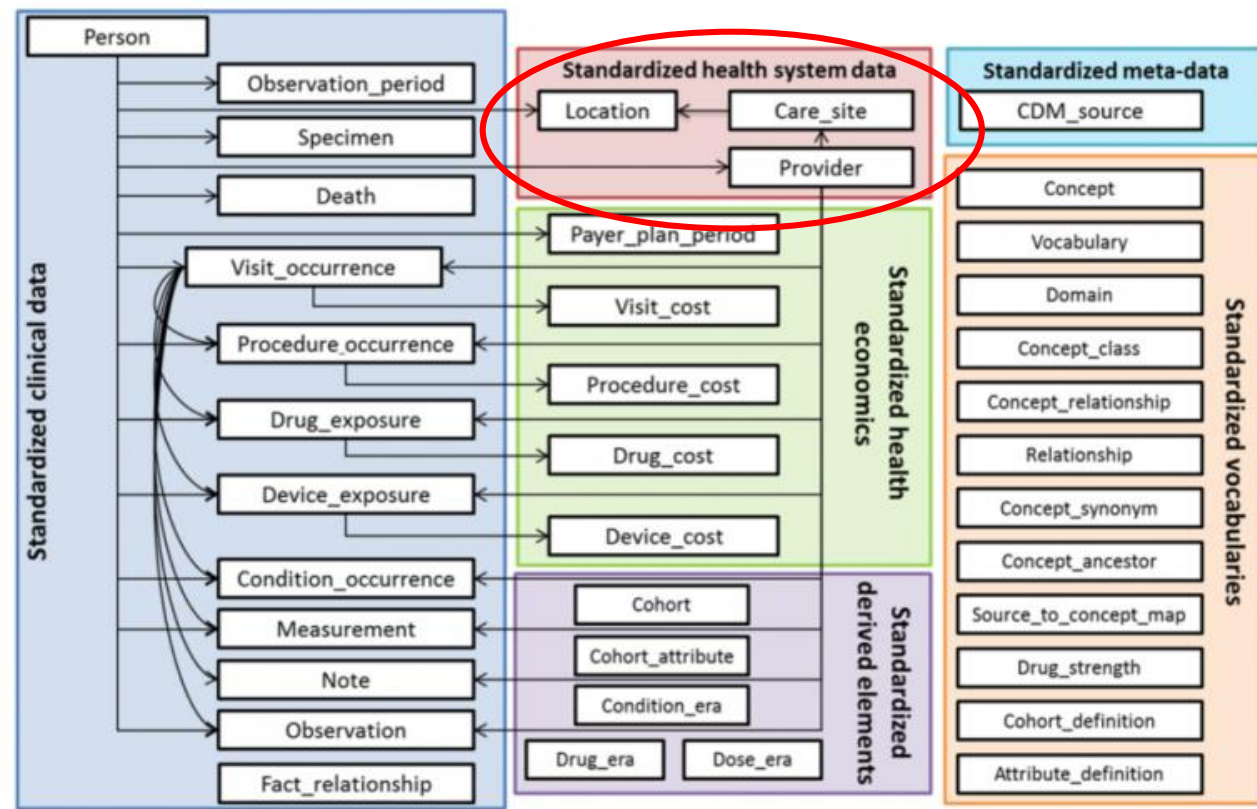 Person
Observation_period
Specimen
Death
Visit_occurrence
Procedure_occurrence
Drug_exposure
Device_exposure
Condition_occurrence
Measurement
Note
Observation
Fact_relationship
Standardized clinical data
Standardized health system data
Location
Care_site
Provider
Payer_plan_period
Visit_cost
Procedure_cost
Drug_cost
Device_cost
Standardized health
economics
Cohort
Cohort_attribute
Condition_era
Drug_era
Dose_era
Standardized
derived elements
Standardized meta-data
CDM_source
Concept
Vocabulary
Domain
Concept_class
Concept_relationship
Relationship
Concept_synonym
Concept_ancestor
Source_to_concept_map
Drug_strength
Cohort_definition
Attribute_definition
Standardized vocabularies